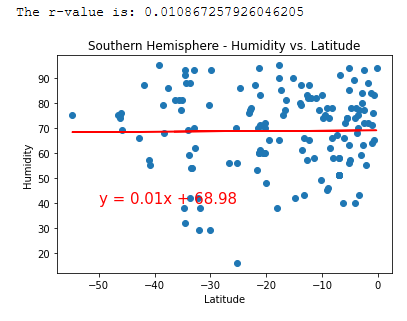 The r-value is: 0.010867257926046205
Southern Hemisphere - Humidity vs. Latitude
90
80
70
60
50
40
30
20
Humidity
y = 0.01x + 68.98
−50 −40 −30 −20 −10 0
Latitude